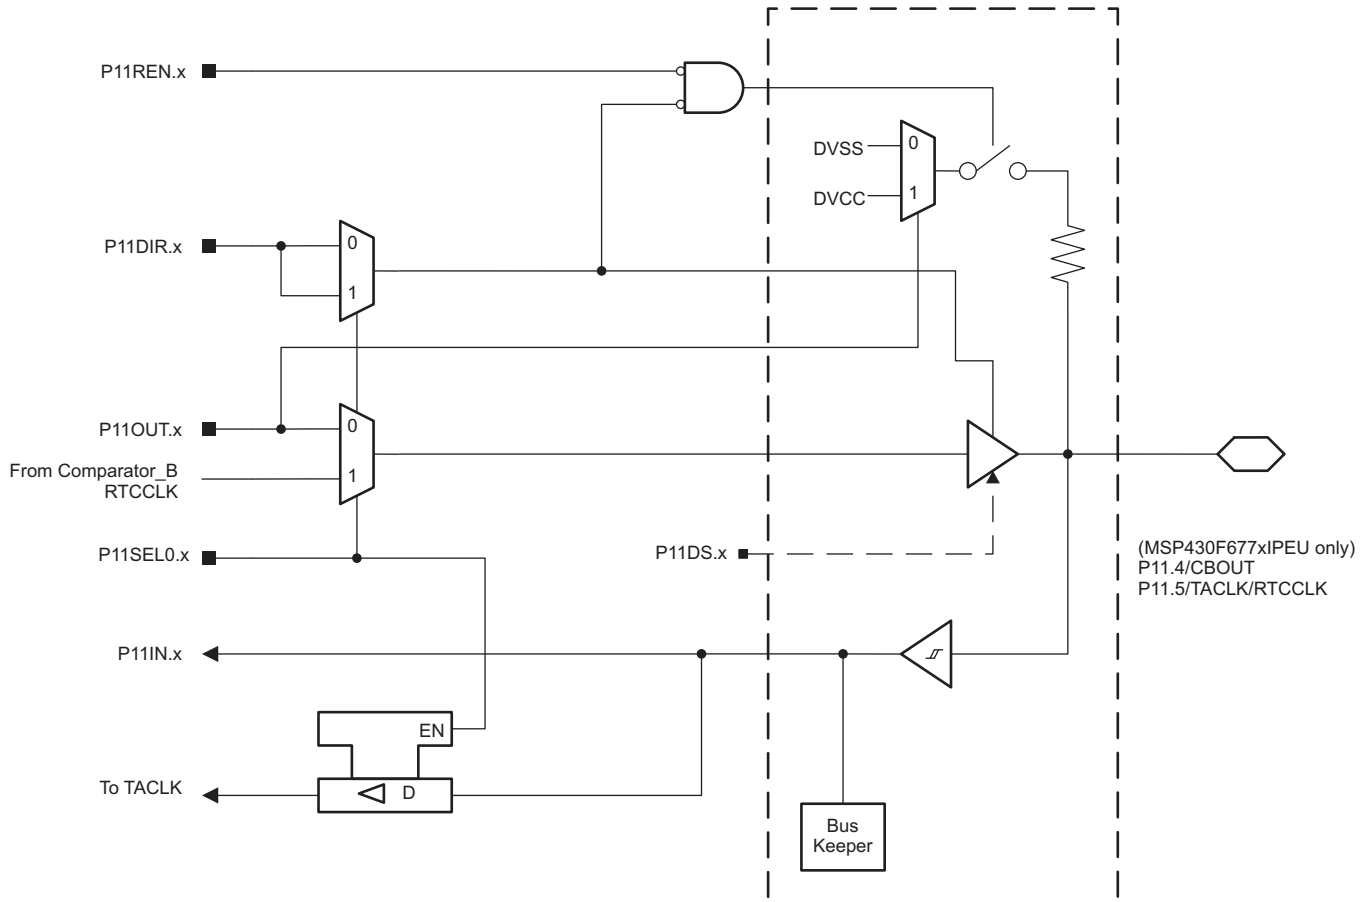 P11REN.x
DVSS
0
DVCC
1
P11DIR.x
0
1
P11OUT.x
0
From Comparator_B
RTCCLK
1
P11SEL0.x
P11DS.x
(MSP430F677xIPEU only)
P11.4/CBOUT
P11.5/TACLK/RTCCLK
P11IN.x
EN
To TACLK
D
Bus
Keeper